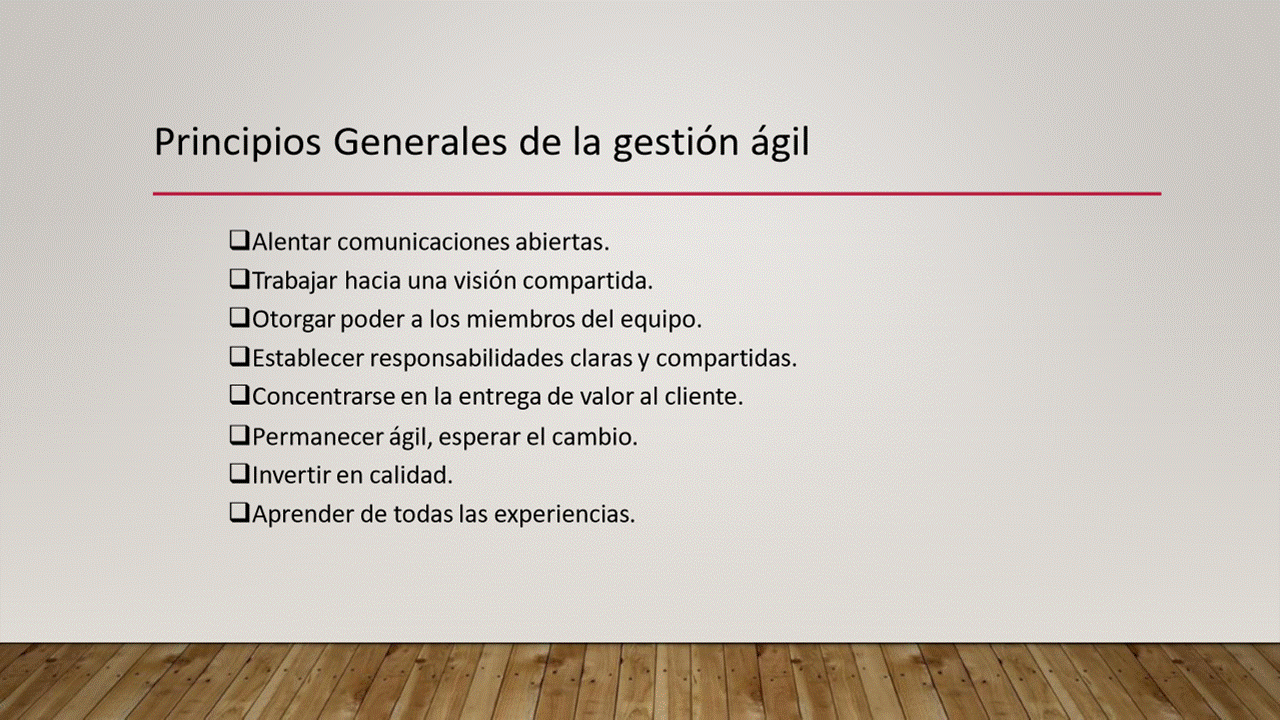 Principios Generales de la gestión ágil
❑Alentar comunicaciones abiertas.
❑Trabajar hacia una visión compartida.
❑Otorgar poder a los miembros del equipo.
❑Establecer responsabilidades claras y compartidas.
❑Concentrarse en la entrega de valor al cliente.
❑Permanecer ágil, esperar el cambio.
❑Invertir en calidad.
❑Aprender de todas las experiencias.